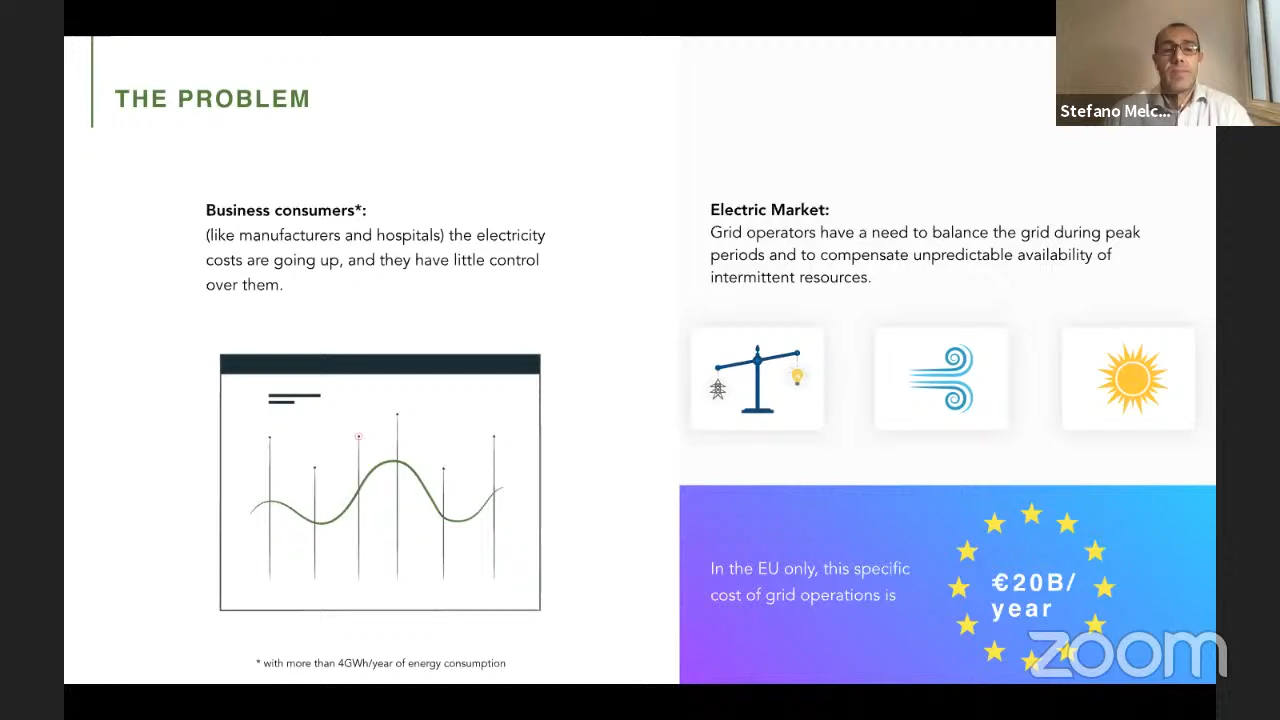 THE PROBLEM
Business consumers*:
(like manufacturers and hospitals) the electricity
costs are going up, and they have little control
over them.
* with more than 4GWh/year of energy consumption
Electric Market:
Grid operators have a need to balance the grid during peak
periods and to compensate unpredictable availability of
intermittent resources.
In the EU only, this specific
cost of grid operations is
€20B/
year
Stefano Melc...
zoom